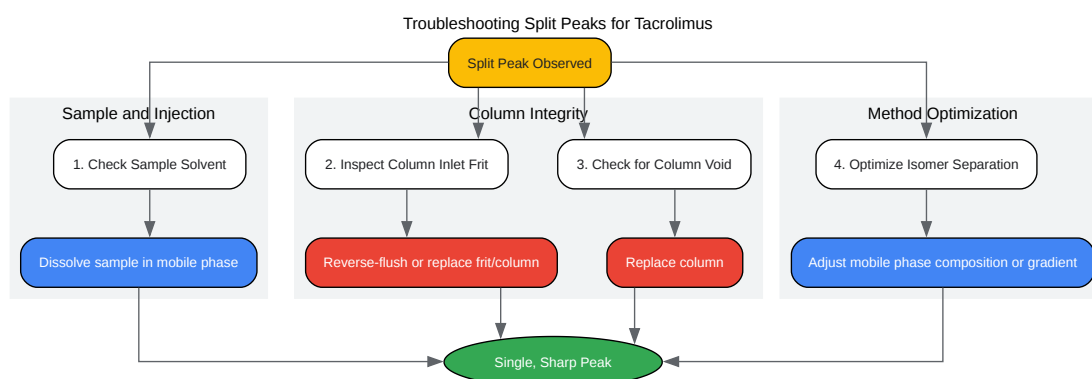 Troubleshooting Split Peaks for Tacrolimus
Split Peak Observed
Sample and Injection
Column Integrity
Method Optimization
1. Check Sample Solvent
2. Inspect Column Inlet Frit
3. Check for Column Void
4. Optimize Isomer Separation
Dissolve sample in mobile phase
Reverse-flush or replace frit/column
Replace column
Adjust mobile phase composition or gradient
Single, Sharp Peak